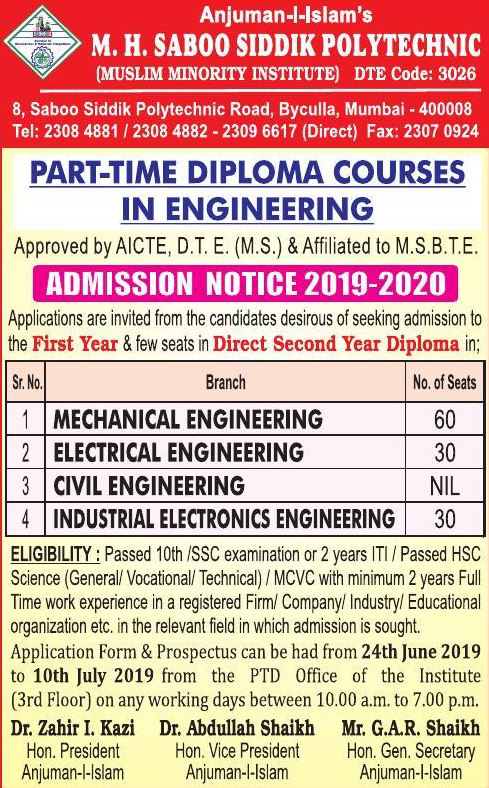 Anjuman-I-Islam's
M. H. SABOO SIDDIK POLYTECHNIC
(MUSLIM MINORITY INSTITUTE) DTE Code: 3026
8, Saboo Siddik Polytechnic Road, Byculla, Mumbai - 400008
Tel: 2308 4881 / 2308 4882 - 2309 6617 (Direct) Fax: 2307 0924
PART-TIME DIPLOMA COURSES
IN ENGINEERING
Approved by AICTE, D.T. E. (M.S.) & Affiliated to M.S.B.T.E.
ADMISSION NOTICE 2019-2020
Applications are invited from the candidates desirous of seeking admission to
the First Year & few seats in Direct Second Year Diploma in;
Sr. No. Branch No. of Seats
1 MECHANICAL ENGINEERING 60
2 ELECTRICAL ENGINEERING 30
3 CIVIL ENGINEERING NIL
4 INDUSTRIAL ELECTRONICS ENGINEERING 30
ELIGIBILITY : Passed 10th /SSC examination or 2 years ITI / Passed HSC
Science (General/ Vocational/ Technical) / MCVC with minimum 2 years Full
Time work experience in a registered Firm/ Company/ Industry/ Educational
organization etc. in the relevant field in which admission is sought.
Application Form & Prospectus can be had from 24th June 2019
to 10th July 2019 from the PTD Office of the Institute
(3rd Floor) on any working days between 10.00 a.m. to 7.00 p.m.
Dr. Zahir I. Kazi Dr. Abdullah Shaikh Mr. G.A.R. Shaikh
Hon. President Hon. Vice President Hon. Gen. Secretary
Anjuman-I-Islam Anjuman-I-Islam Anjuman-I-Islam